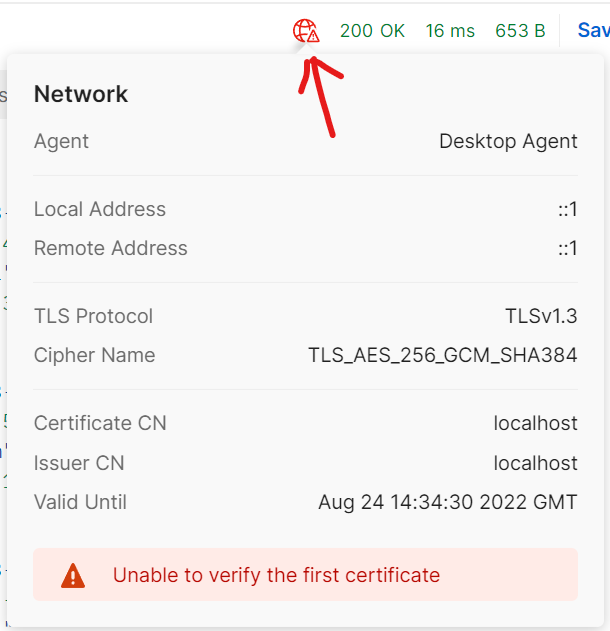 200 OK 16 ms 653 B Sav
Network
Agent Desktop Agent
Local Address ::1
Remote Address ::1
TLS Protocol TLSv1.3
Cipher Name TLS_AES_256_GCM_SHA384
Certificate CN localhost
Issuer CN localhost
Valid Until Aug 24 14:34:30 2022 GMT
Unable to verify the first certificate